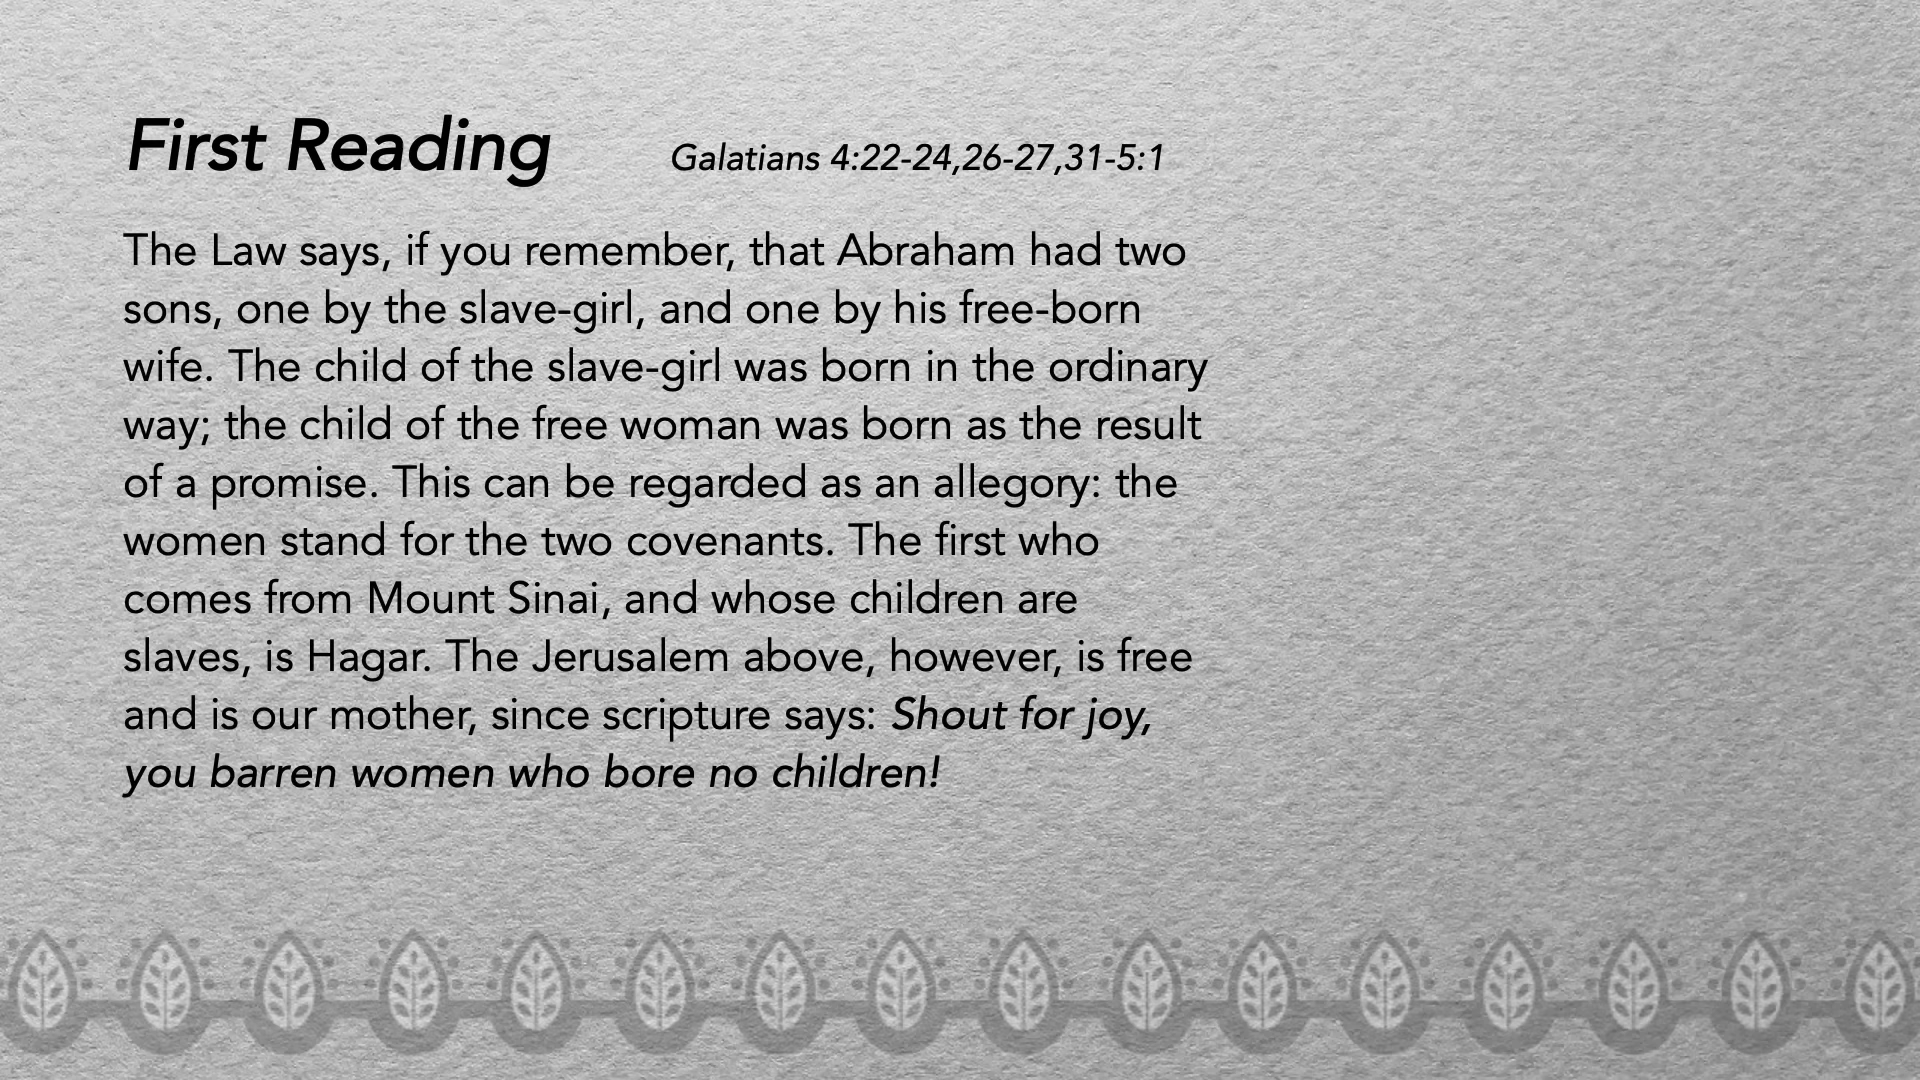 First Reading Galatians 4:22-24,26-27,31-5:1
The Law says, if you remember, that Abraham had two
sons, one by the slave-girl, and one by his free-born
wife. The child of the slave-girl was born in the ordinary
way; the child of the free woman was born as the result
of a promise. This can be regarded as an allegory: the
women stand for the two covenants. The first who
comes from Mount Sinai, and whose children are
slaves, is Hagar. The Jerusalem above, however, is free
and is our mother, since scripture says: Shout for joy,
you barren women who bore no children!